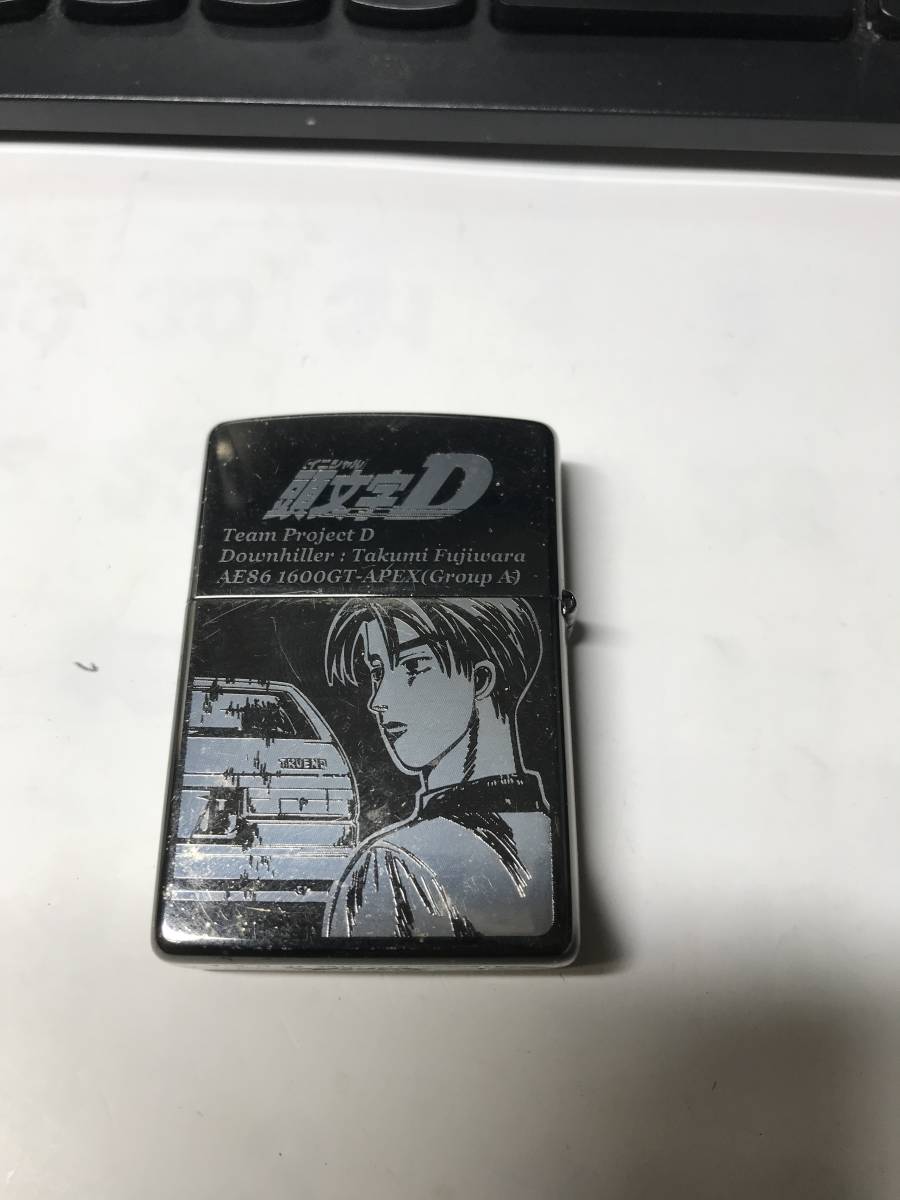 イニシャル
頭文字D
Team Project D
Downhiller : Takumi Fujiwara
AE86 1600GT-APEX(Group A)
TRUENO